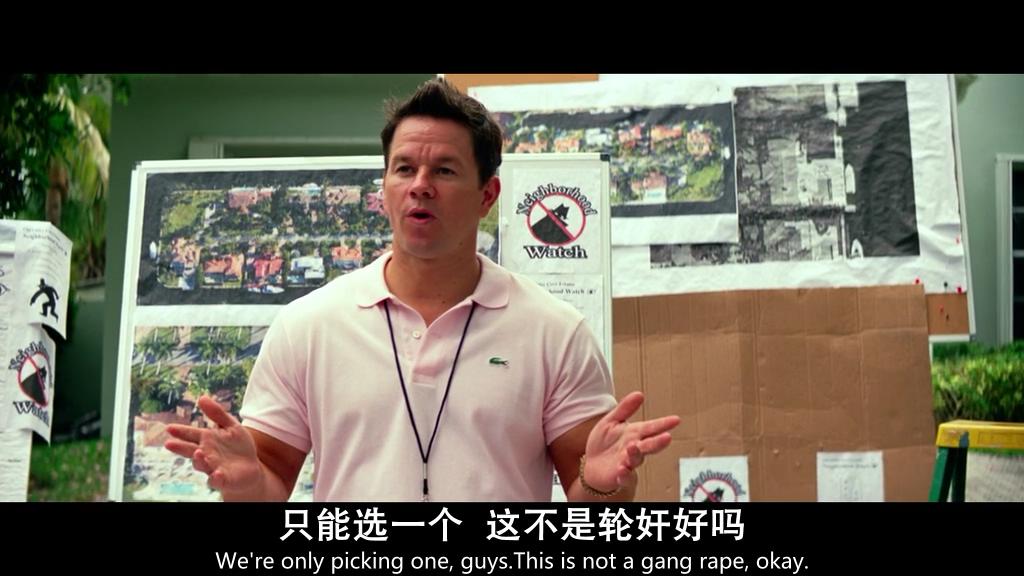 Neighborhood
Watch
Neighborhood
Watch
只能选一个 这不是轮奸好吗
We're only picking one, guys.This is not a gang rape, okay.